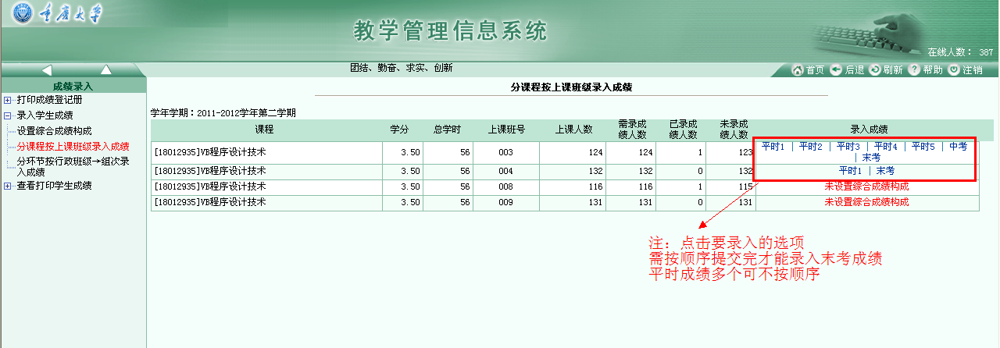 重庆大学
教学管理信息系统
在线人数： 387
团结、勤奋、求实、创新
首页 后退 刷新 帮助 注销
成绩录入
打印成绩登记册
录入学生成绩
设置综合成绩构成
分课程按上课班级录入成绩
分环节按行政班级→组次录
入成绩
查看打印学生成绩
分课程按上课班级录入成绩
学年学期：2011-2012学年第二学期
课程 学分 总学时 上课班号 上课人数 需录成绩人数 已录成绩人数 未录成绩人数 录入成绩
[18012935]VB程序设计技术 3.50 56 003 124 124 1 123 平时1 | 平时2 | 平时3 | 平时4 | 平时5 | 中考
| 末考
[18012935]VB程序设计技术 3.50 56 004 132 132 0 132 平时1 | 末考
[18012935]VB程序设计技术 3.50 56 008 116 116 1 115 未设置综合成绩构成
[18012935]VB程序设计技术 3.50 56 009 131 131 0 131 未设置综合成绩构成
注：点击要录入的选项
需按顺序提交完才能录入末考成绩
平时成绩多个可不按顺序